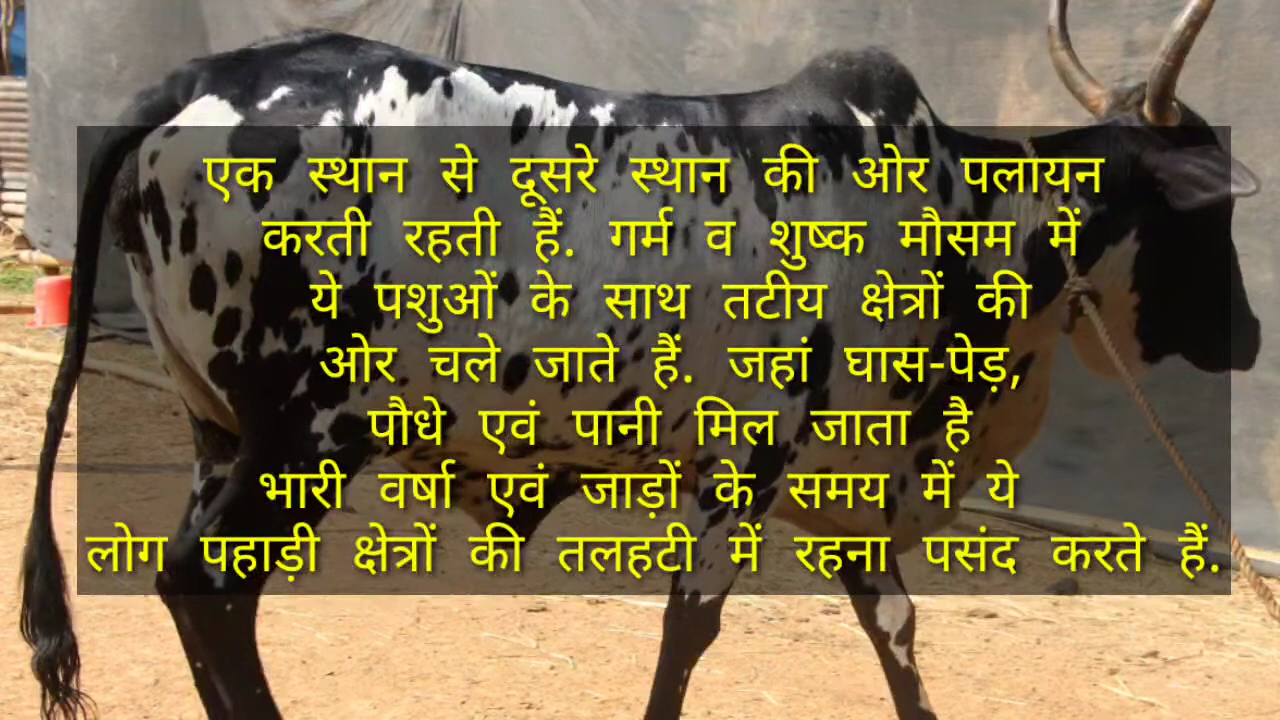 एक स्थान से दूसरे स्थान की ओर पलायन
करती रहती हैं. गर्म व शुष्क मौसम में
ये पशुओं के साथ तटीय क्षेत्रों की
ओर चले जाते हैं. जहां घास-पेड़,
पौधे एवं पानी मिल जाता है
भारी वर्षा एवं जाड़ों के समय में ये
लोग पहाड़ी क्षेत्रों की तलहटी में रहना पसंद करते हैं.